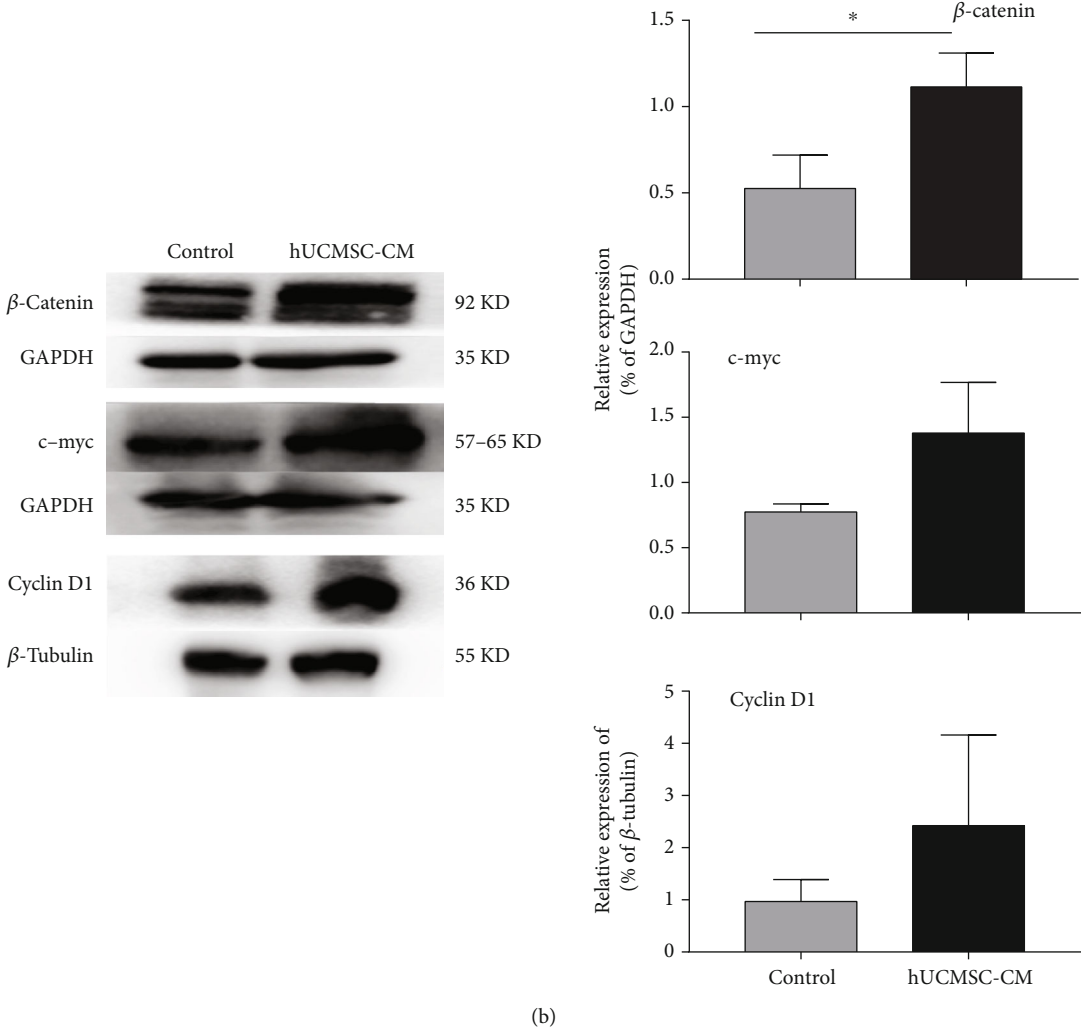 Control hUCMSC-CM
β-Catenin 92 KD
GAPDH 35 KD
c–myc 57–65 KD
GAPDH 35 KD
Cyclin D1 36 KD
β-Tubulin 55 KD
Relative expression
(% of GAPDH)
1.5
1.0
0.5
0.0
*
β-catenin
2.0
1.5
1.0
0.5
0.0
c-myc
Relative expression of
(% of β-tubulin)
5
4
3
2
1
0
Cyclin D1
Control hUCMSC-CM
(b)